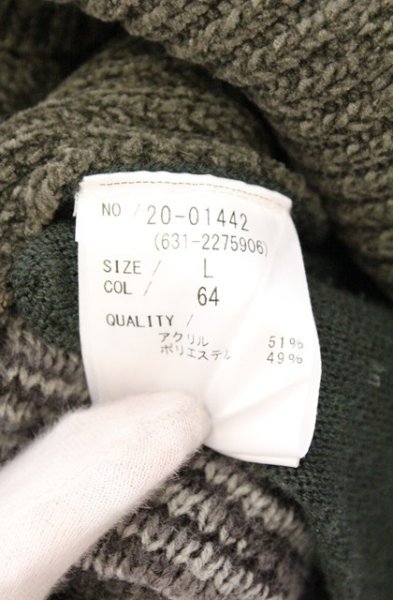 NO / 20-01442
(631-2275906)
SIZE / L
COL / 64
QUALITY /
アクリル 51%
ポリエステル 49%